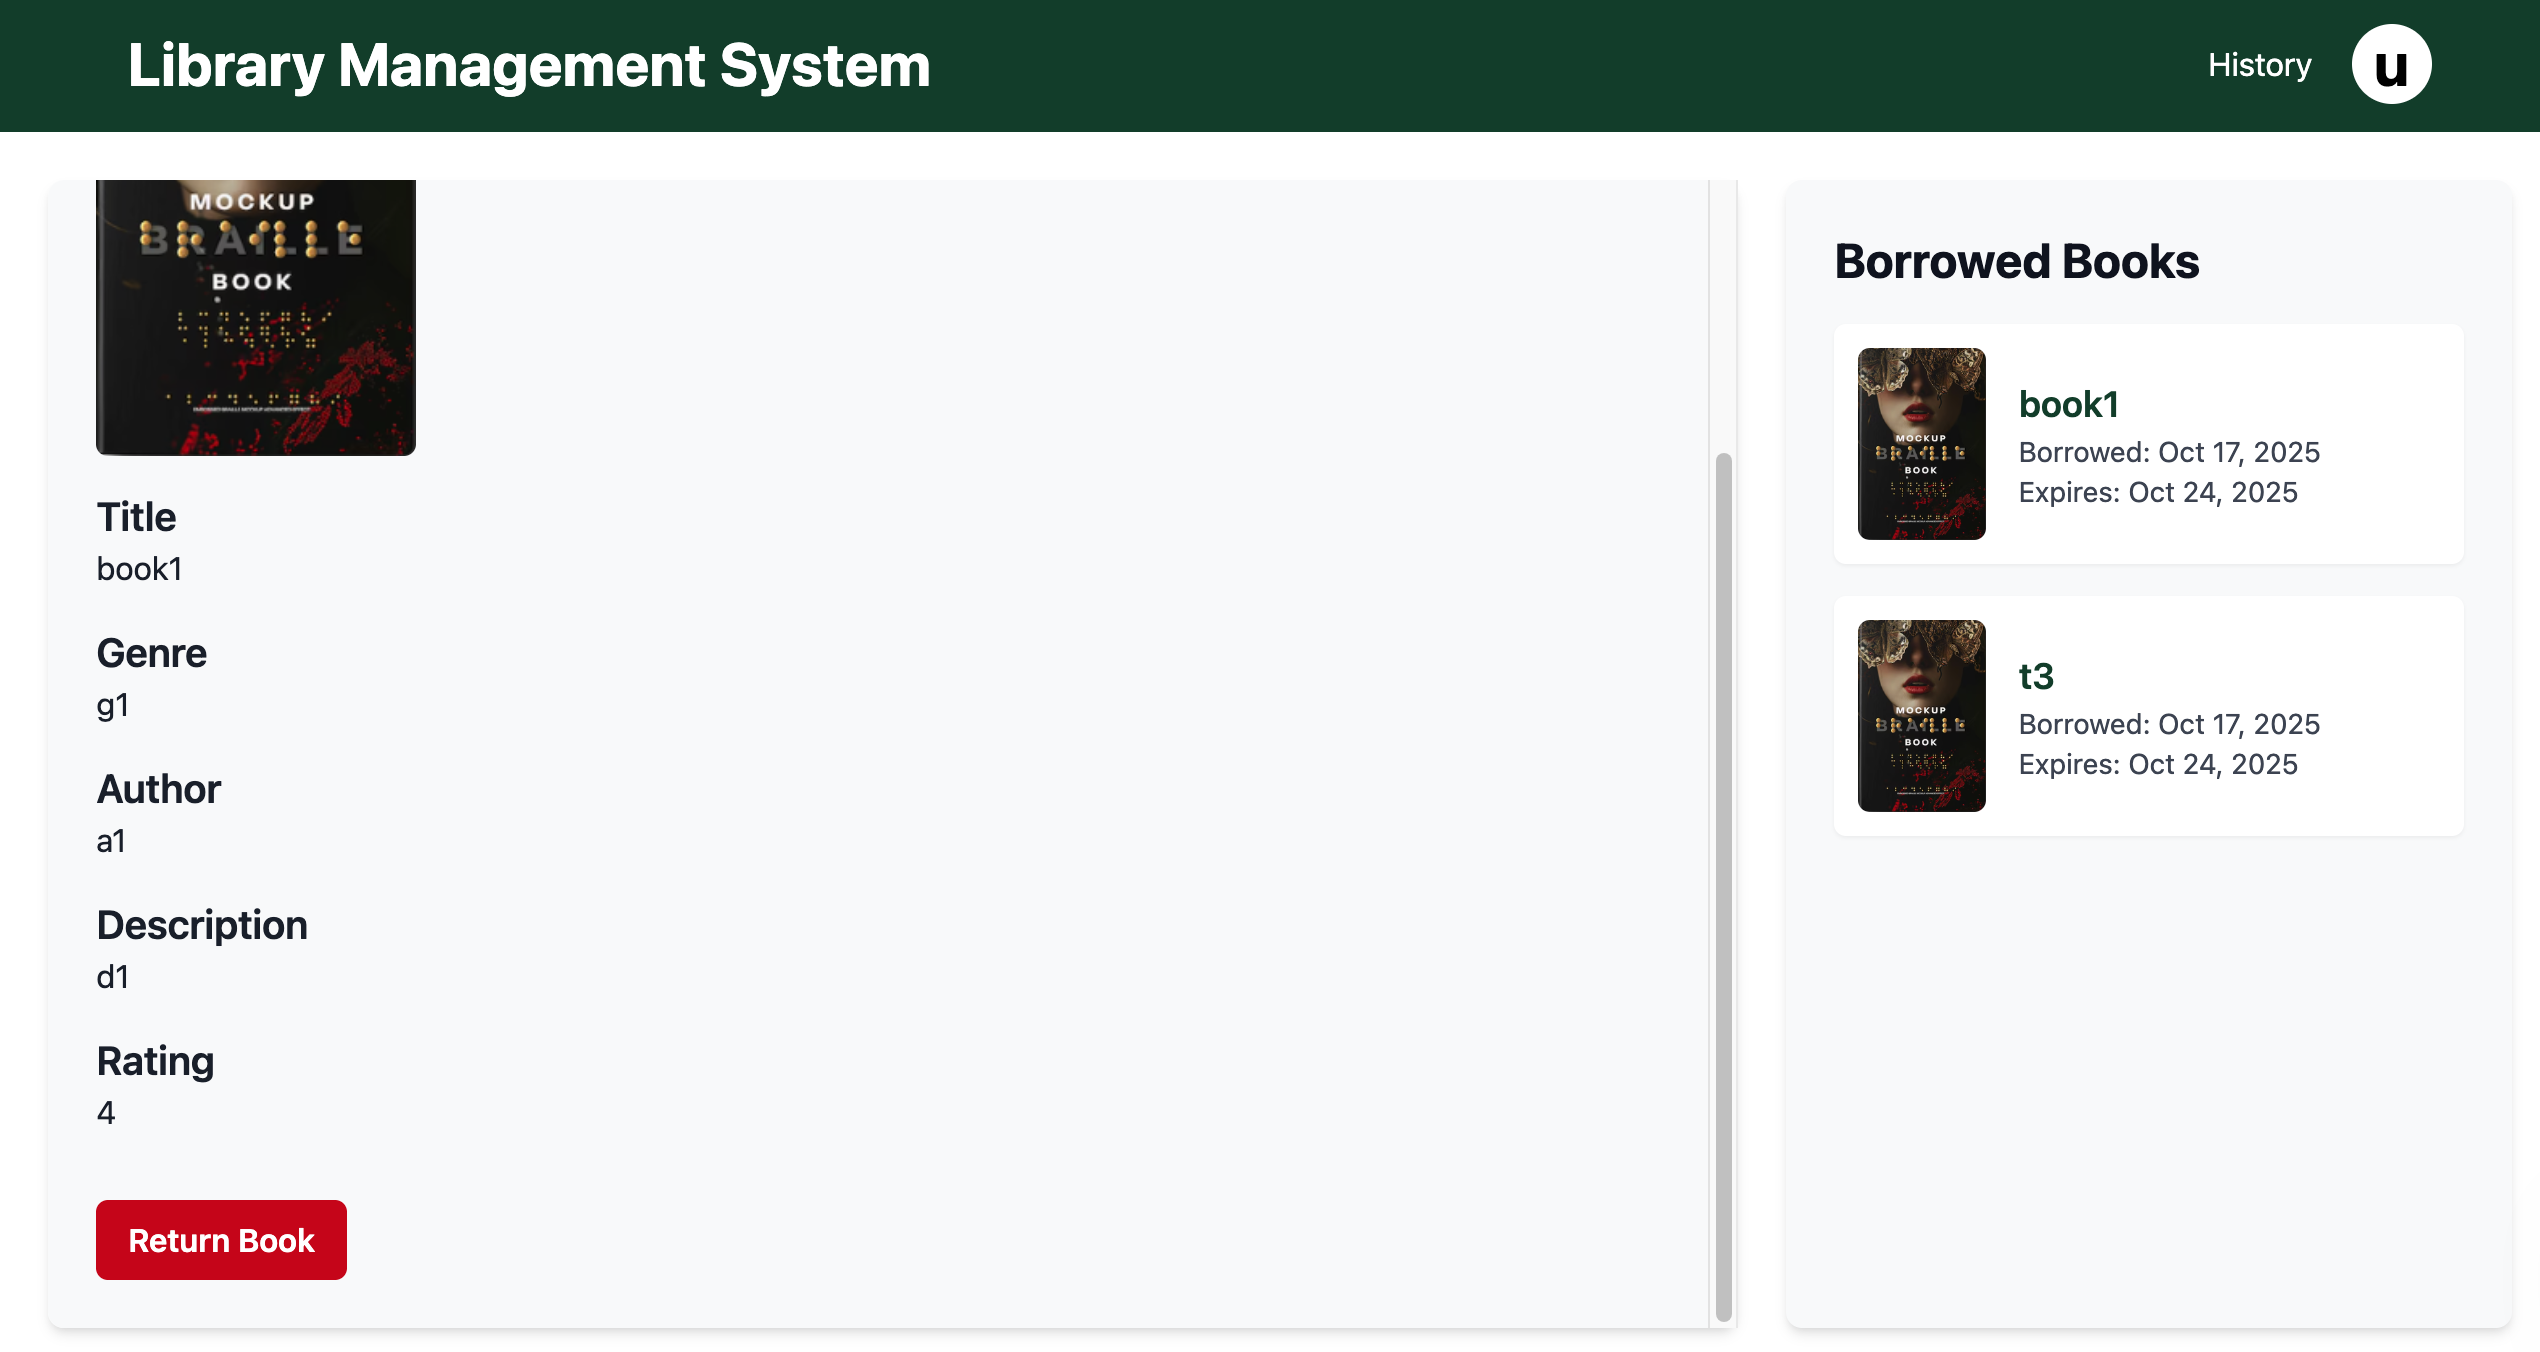 Library Management System
History
u
MOCKUP
BRAILLE
BOOK
Title
book1
Genre
g1
Author
a1
Description
d1
Rating
4
Return Book
Borrowed Books
MOCKUP
BRAILLE
BOOK
book1
Borrowed: Oct 17, 2025
Expires: Oct 24, 2025
MOCKUP
BRAILLE
BOOK
t3
Borrowed: Oct 17, 2025
Expires: Oct 24, 2025